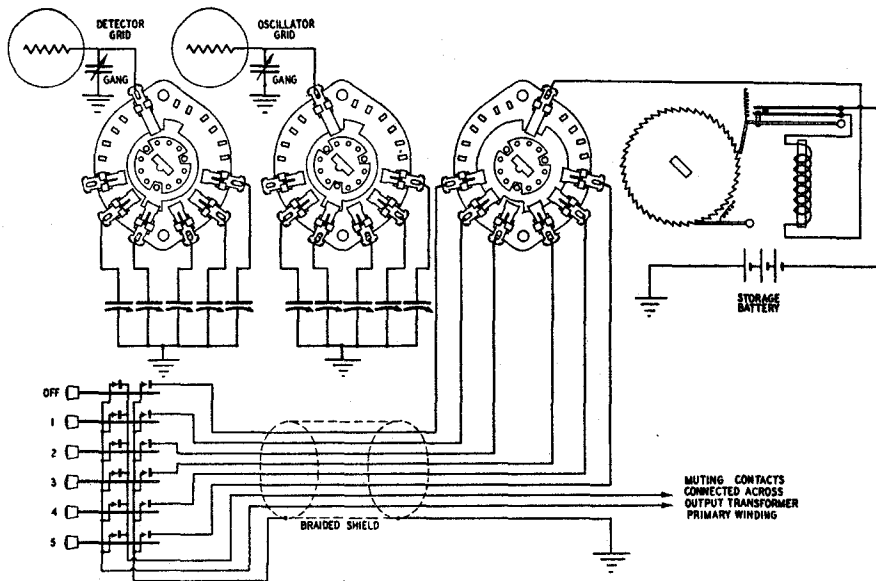 DETECTOR
GRID
GANG
OSCILLATOR
GRID
GANG
STORAGE
BATTERY
OFF
1
2
3
4
5
BRAIDED SHIELD
MUTING CONTACTS
CONNECTED ACROSS
OUTPUT TRANSFORMER
PRIMARY WINDING